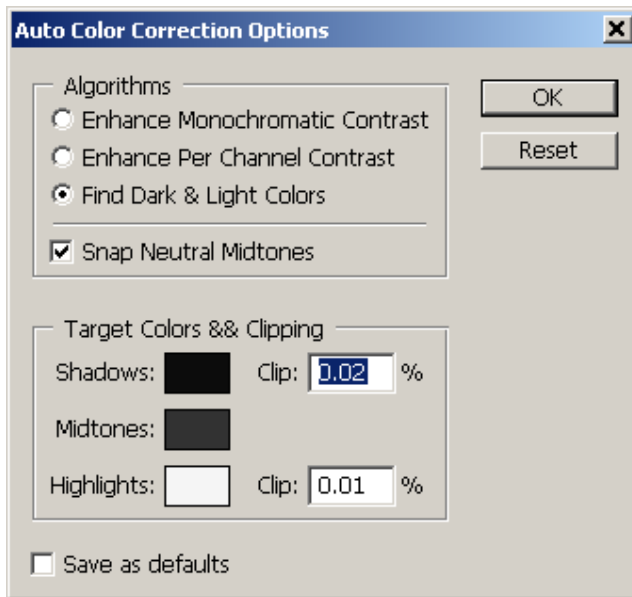 Auto Color Correction Options
Algorithms
Enhance Monochromatic Contrast
Enhance Per Channel Contrast
Find Dark & Light Colors
Snap Neutral Midtones
OK
Reset
Target Colors && Clipping
Shadows: Clip: 0.02 %
Midtones:
Highlights: Clip: 0.01 %
Save as defaults